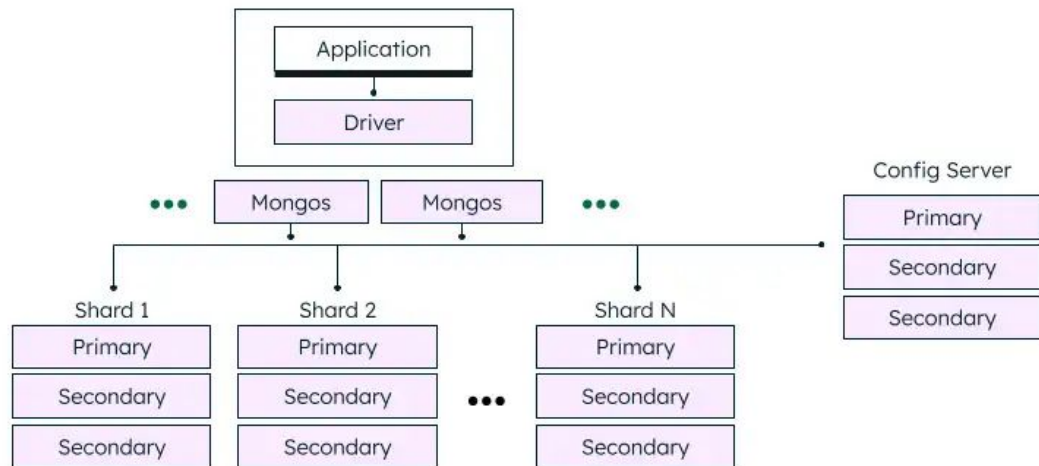 Application
Driver
Config Server
Mongos Mongos
Primary
Secondary
Secondary
Shard 1 Shard 2 Shard N
Primary Primary Primary
Secondary Secondary Secondary
Secondary Secondary Secondary